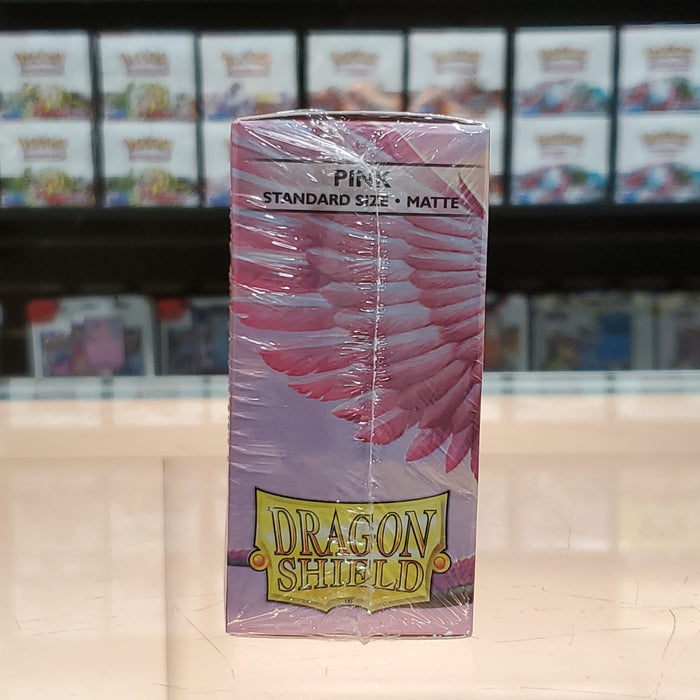 PINK
STANDARD SIZE • MATTE
DRAGON
SHIELD